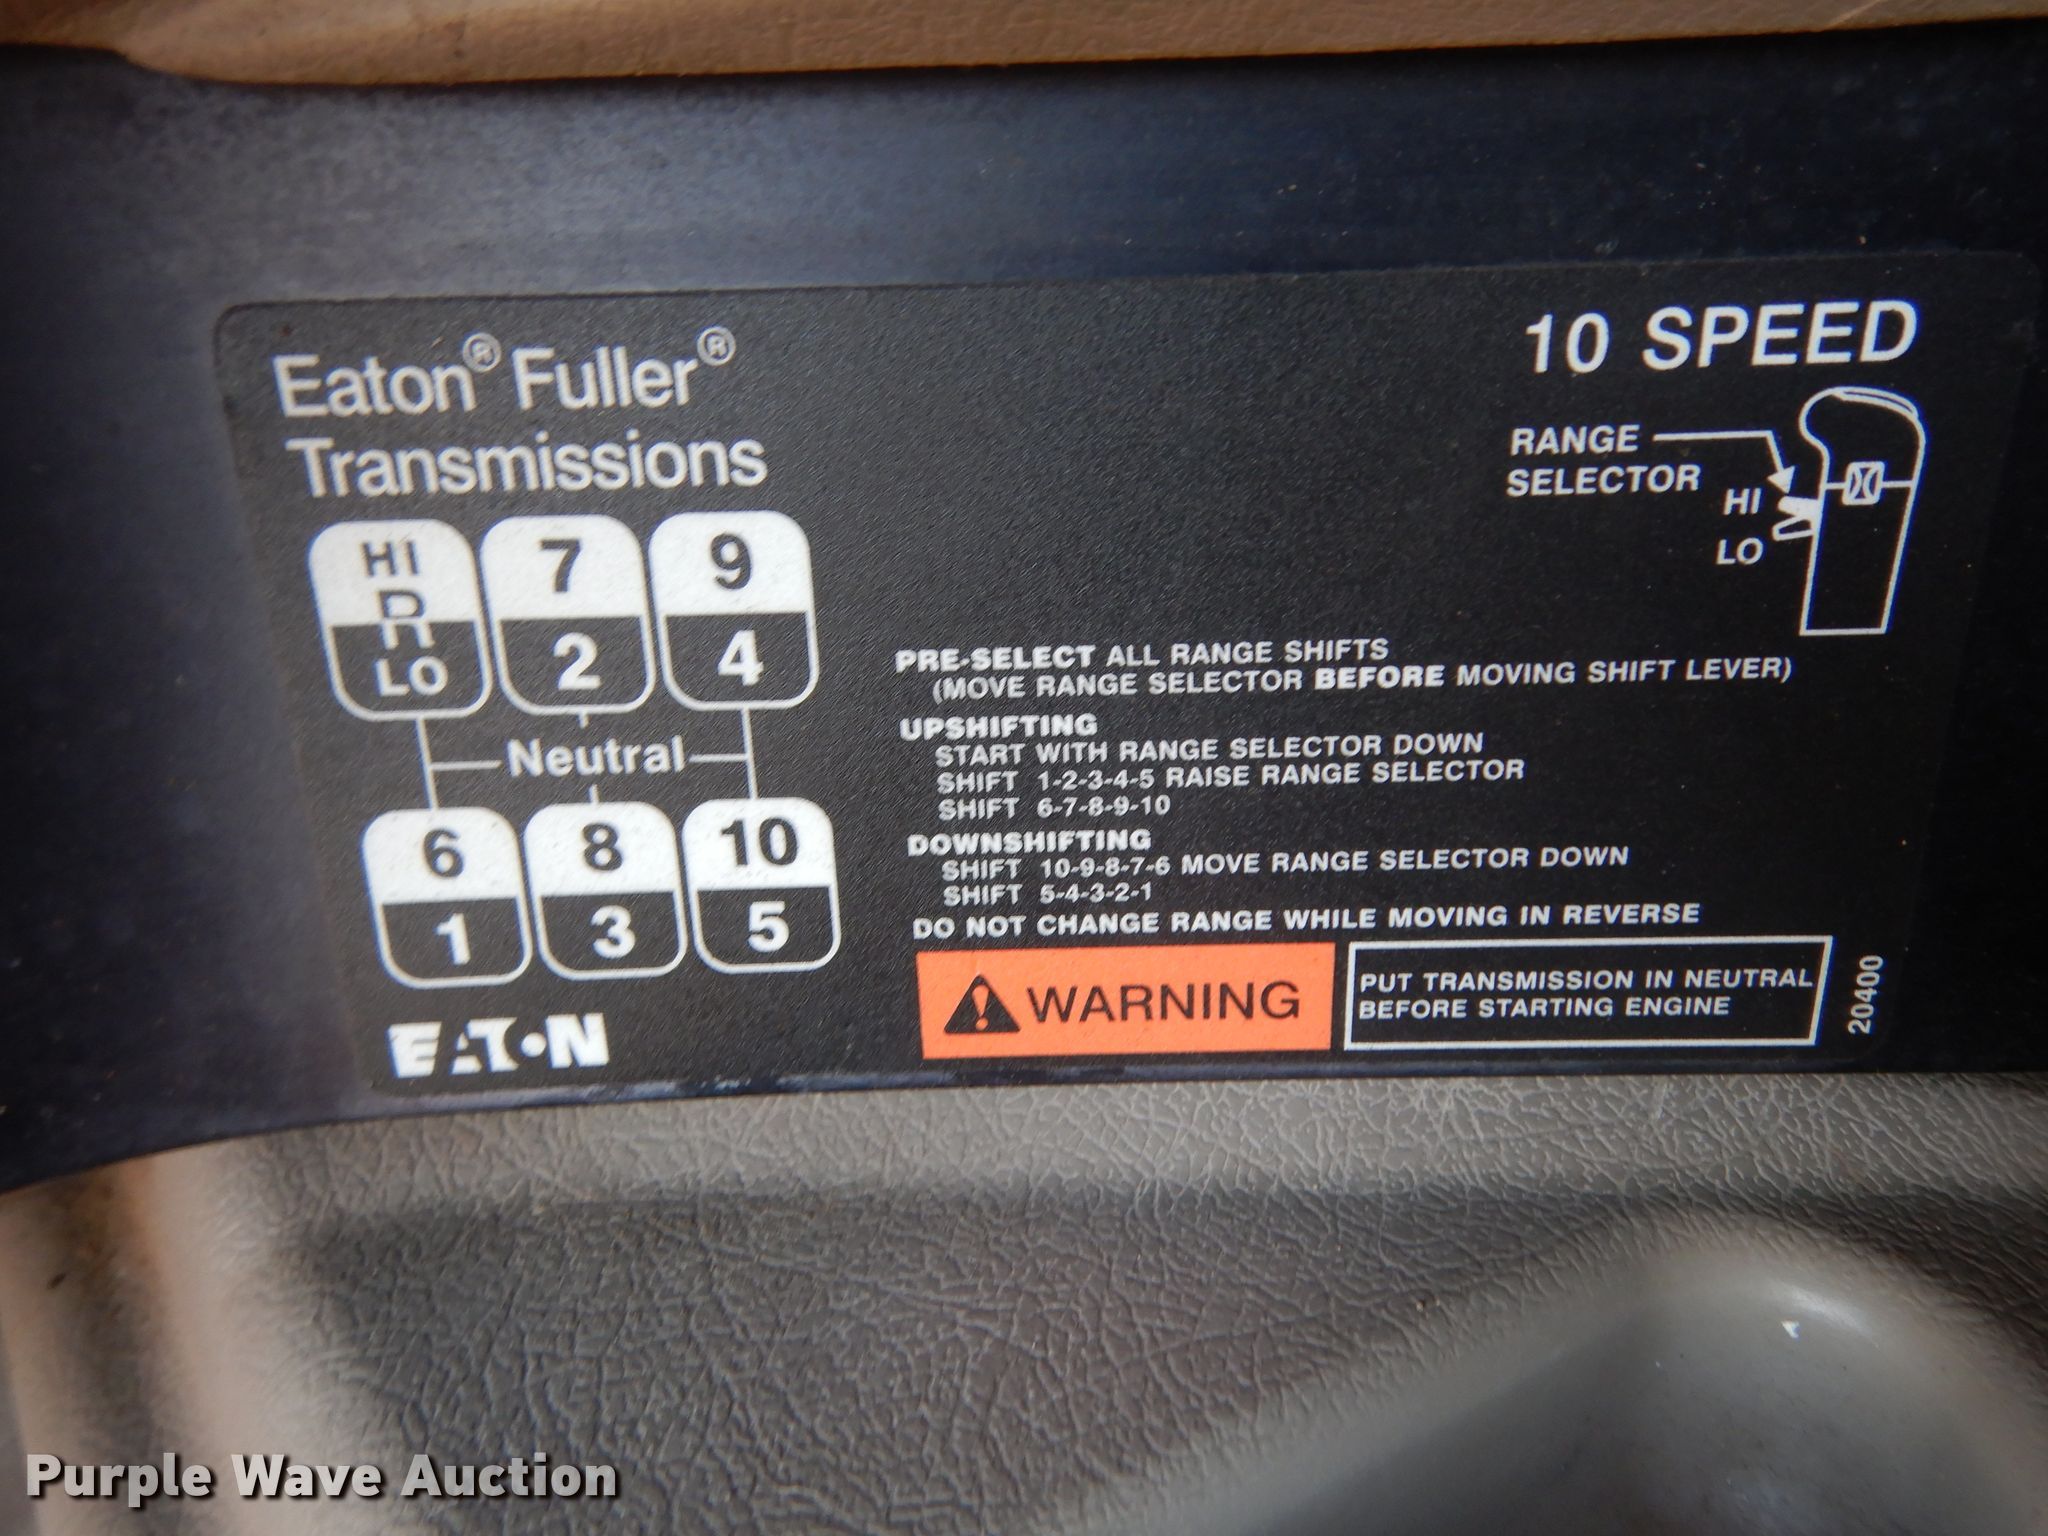 Eaton® Fuller®
Transmissions
10 SPEED
RANGE
SELECTOR
HI
LO
HI
R
LO
7
2
9
4
Neutral
6
1
8
3
10
5
EATON
PRE-SELECT ALL RANGE SHIFTS
(MOVE RANGE SELECTOR BEFORE MOVING SHIFT LEVER)
UPSHIFTING
START WITH RANGE SELECTOR DOWN
SHIFT 1-2-3-4-5 RAISE RANGE SELECTOR
SHIFT 6-7-8-9-10
DOWNSHIFTING
SHIFT 10-9-8-7-6 MOVE RANGE SELECTOR DOWN
SHIFT 5-4-3-2-1
DO NOT CHANGE RANGE WHILE MOVING IN REVERSE
WARNING
PUT TRANSMISSION IN NEUTRAL
BEFORE STARTING ENGINE
20400
Purple Wave Auction